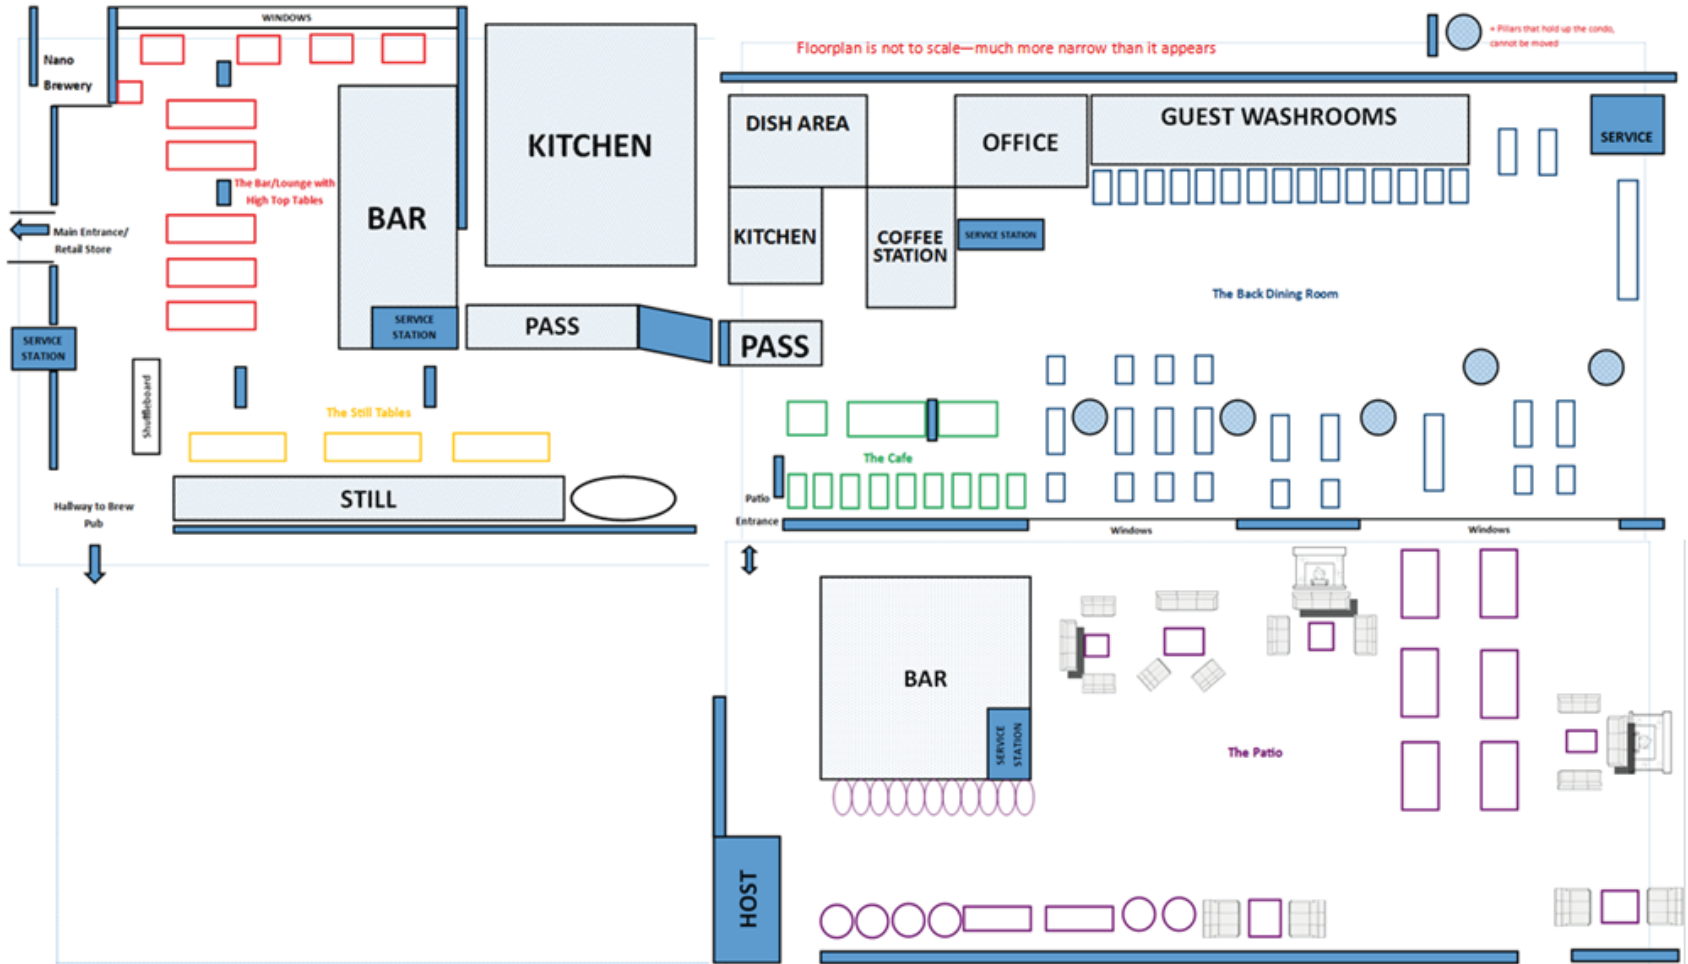 WINDOWS
Nano
Brewery
Floorplan is not to scale—much more narrow than it appears
= Pillars that hold up the condo,
cannot be moved
KITCHEN
DISH AREA
OFFICE
GUEST WASHROOMS
SERVICE
The Bar/Lounge with
High Top Tables
BAR
Main Entrance/
Retail Store
KITCHEN
COFFEE
STATION
SERVICE STATION
The Back Dining Room
SERVICE
STATION
PASS
PASS
SERVICE
STATION
Shuffleboard
The Still Tables
The Cafe
STILL
Patio
Entrance
Hallway to Brew
Pub
Windows
Windows
BAR
SERVICE
STATION
The Patio
HOST